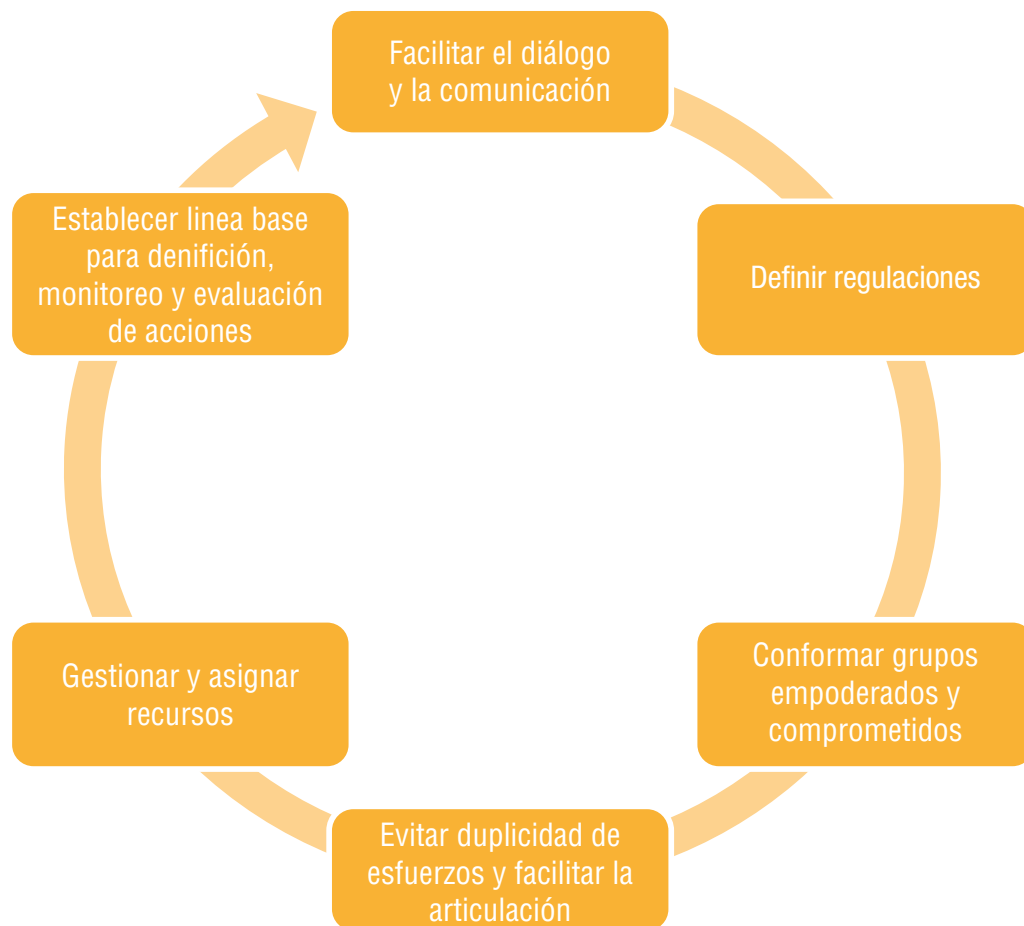 Facilitar el diálogo
y la comunicación
Definir regulaciones
Conformar grupos
empoderados y
comprometidos
Evitar duplicidad de
esfuerzos y facilitar la
articulación
Gestionar y asignar
recursos
Establecer linea base
para denifición,
monitoreo y evaluación
de acciones